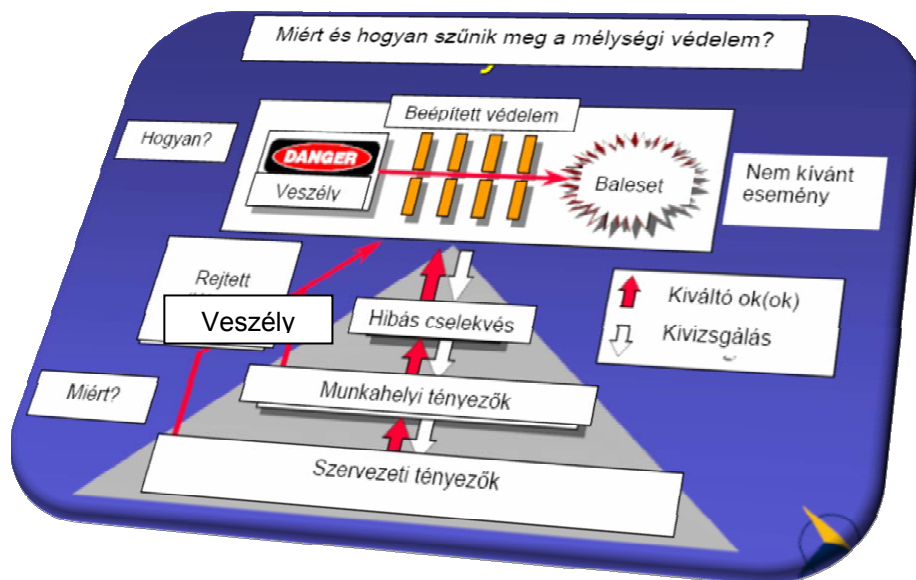 Miért és hogyan szűnik meg a mélységi védelem?
Hogyan?
Beépített védelem
DANGER
Veszély
Baleset
Nem kívánt
esemény
Rejtett
Veszély
Hibás cselekvés
Kiváltó ok(ok)
Kivizsgálás
Miért?
Munkahelyi tényezők
Szervezeti tényezők